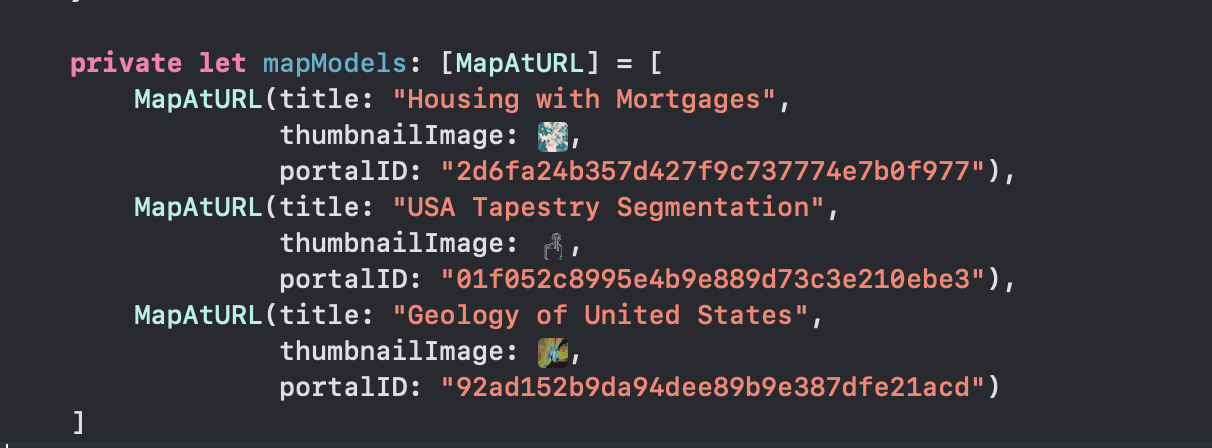 private let mapModels: [MapAtURL] = [
MapAtURL(title: "Housing with Mortgages",
thumbnailImage: ,
portalID: "2d6fa24b357d427f9c737774e7b0f977"),
MapAtURL(title: "USA Tapestry Segmentation",
thumbnailImage: ,
portalID: "01f052c8995e4b9e889d73c3e210ebe3"),
MapAtURL(title: "Geology of United States",
thumbnailImage: ,
portalID: "92ad152b9da94dee89b9e387dfe21acd")
]